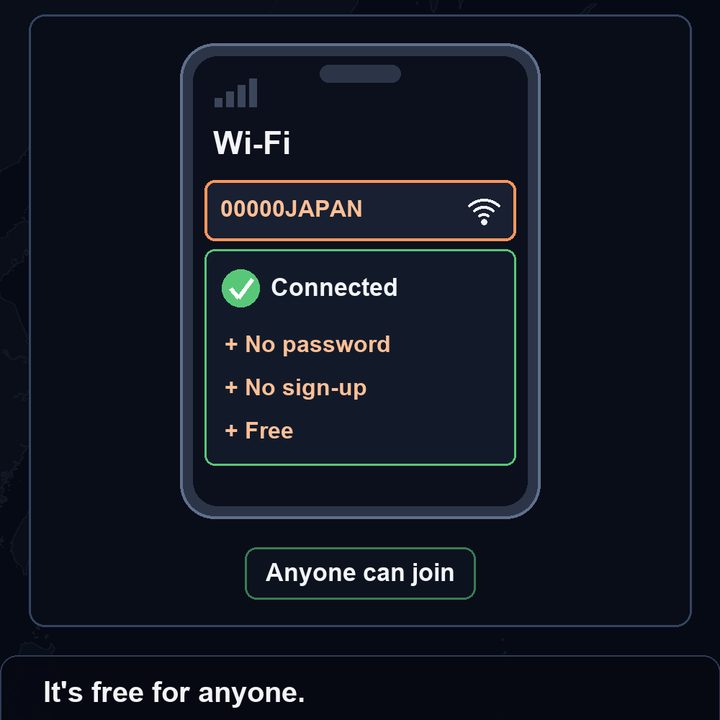 Wi-Fi
00000JAPAN
Connected
+ No password
+ No sign-up
+ Free
Anyone can join
It's free for anyone.